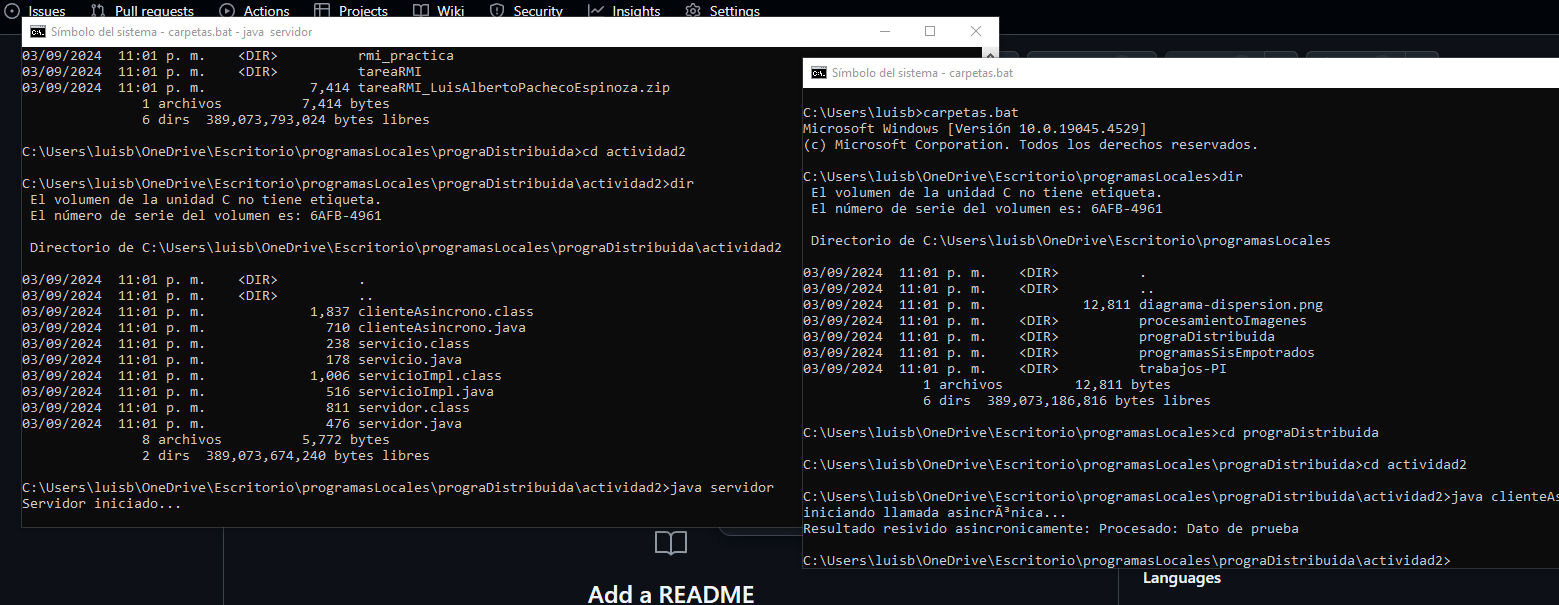 Issues Pull requests Actions Projects Wiki Security Insights Settings
Símbolo del sistema - carpetas.bat - java servidor
03/09/2024 11:01 p. m. <DIR> rmi_practica
03/09/2024 11:01 p. m. <DIR> tareaRMI
03/09/2024 11:01 p. m. 7,414 tareaRMI_LuisAlbertoPachecoEspinoza.zip
1 archivos 7,414 bytes
6 dirs 389,073,793,024 bytes libres
C:\Users\luisb\OneDrive\Escritorio\programasLocales\prograDistribuida>cd actividad2
C:\Users\luisb\OneDrive\Escritorio\programasLocales\prograDistribuida\actividad2>dir
El volumen de la unidad C no tiene etiqueta.
El número de serie del volumen es: 6AFB-4961
Directorio de C:\Users\luisb\OneDrive\Escritorio\programasLocales\prograDistribuida\actividad2
03/09/2024 11:01 p. m. <DIR> .
03/09/2024 11:01 p. m. <DIR> ..
03/09/2024 11:01 p. m. 1,837 clienteAsincrono.class
03/09/2024 11:01 p. m. 710 clienteAsincrono.java
03/09/2024 11:01 p. m. 238 servicio.class
03/09/2024 11:01 p. m. 178 servicio.java
03/09/2024 11:01 p. m. 1,006 servicioImpl.class
03/09/2024 11:01 p. m. 516 servicioImpl.java
03/09/2024 11:01 p. m. 811 servidor.class
03/09/2024 11:01 p. m. 476 servidor.java
8 archivos 5,772 bytes
2 dirs 389,073,674,240 bytes libres
C:\Users\luisb\OneDrive\Escritorio\programasLocales\prograDistribuida\actividad2>java servidor
Servidor iniciado...
Símbolo del sistema - carpetas.bat
C:\Users\luisb>carpetas.bat
Microsoft Windows [Versión 10.0.19045.4529]
(c) Microsoft Corporation. Todos los derechos reservados.
C:\Users\luisb\OneDrive\Escritorio\programasLocales>dir
El volumen de la unidad C no tiene etiqueta.
El número de serie del volumen es: 6AFB-4961
Directorio de C:\Users\luisb\OneDrive\Escritorio\programasLocales
03/09/2024 11:01 p. m. <DIR> .
03/09/2024 11:01 p. m. <DIR> ..
03/09/2024 11:01 p. m. 12,811 diagrama-dispersion.png
03/09/2024 11:01 p. m. <DIR> procesamientoImagenes
03/09/2024 11:01 p. m. <DIR> prograDistribuida
03/09/2024 11:01 p. m. <DIR> programasSisEmpotrados
03/09/2024 11:01 p. m. <DIR> trabajos-PI
1 archivos 12,811 bytes
6 dirs 389,073,186,816 bytes libres
C:\Users\luisb\OneDrive\Escritorio\programasLocales>cd prograDistribuida
C:\Users\luisb\OneDrive\Escritorio\programasLocales\prograDistribuida>cd actividad2
C:\Users\luisb\OneDrive\Escritorio\programasLocales\prograDistribuida\actividad2>java clienteAs
iniciando llamada asincrÃ³nica...
Resultado resivido asincronicamente: Procesado: Dato de prueba
C:\Users\luisb\OneDrive\Escritorio\programasLocales\prograDistribuida\actividad2>
Languages
Add a README